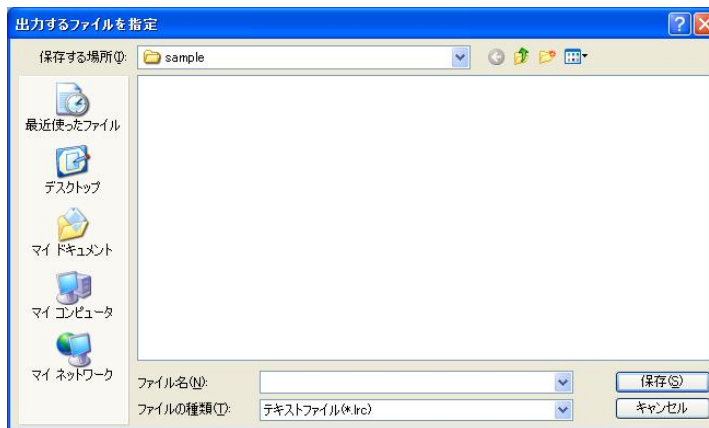 出力するファイルを指定
保存する場所(I):
sample
最近使ったファイル
デスクトップ
マイ ドキュメント
マイ コンピュータ
マイ ネットワーク
ファイル名(N):
保存(S)
ファイルの種類(T):
テキストファイル(*.lrc)
キャンセル